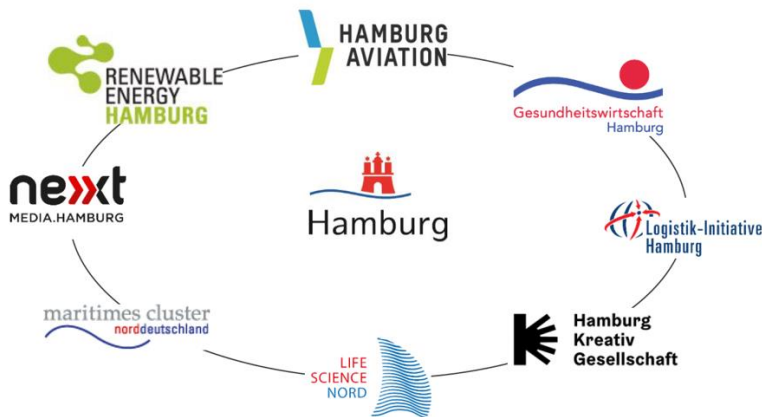 HAMBURG
AVIATION
RENEWABLE
ENERGY
HAMBURG
Gesundheitswirtschaft
Hamburg
nexxt
MEDIA.HAMBURG
Hamburg
Logistik-Initiative
Hamburg
maritimes cluster
norddeutschland
Hamburg
Kreativ
Gesellschaft
LIFE
SCIENCE
NORD